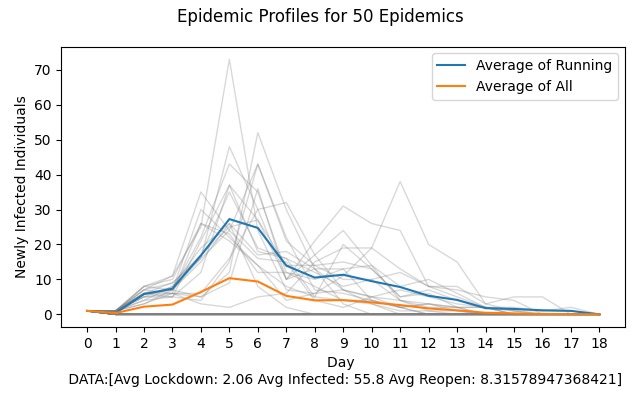 Epidemic Profiles for 50 Epidemics
Newly Infected Individuals
70
60
50
40
30
20
10
0
Average of Running
Average of All
0 1 2 3 4 5 6 7 8 9 10 11 12 13 14 15 16 17 18
Day
DATA:[Avg Lockdown: 2.06 Avg Infected: 55.8 Avg Reopen: 8.31578947368421]